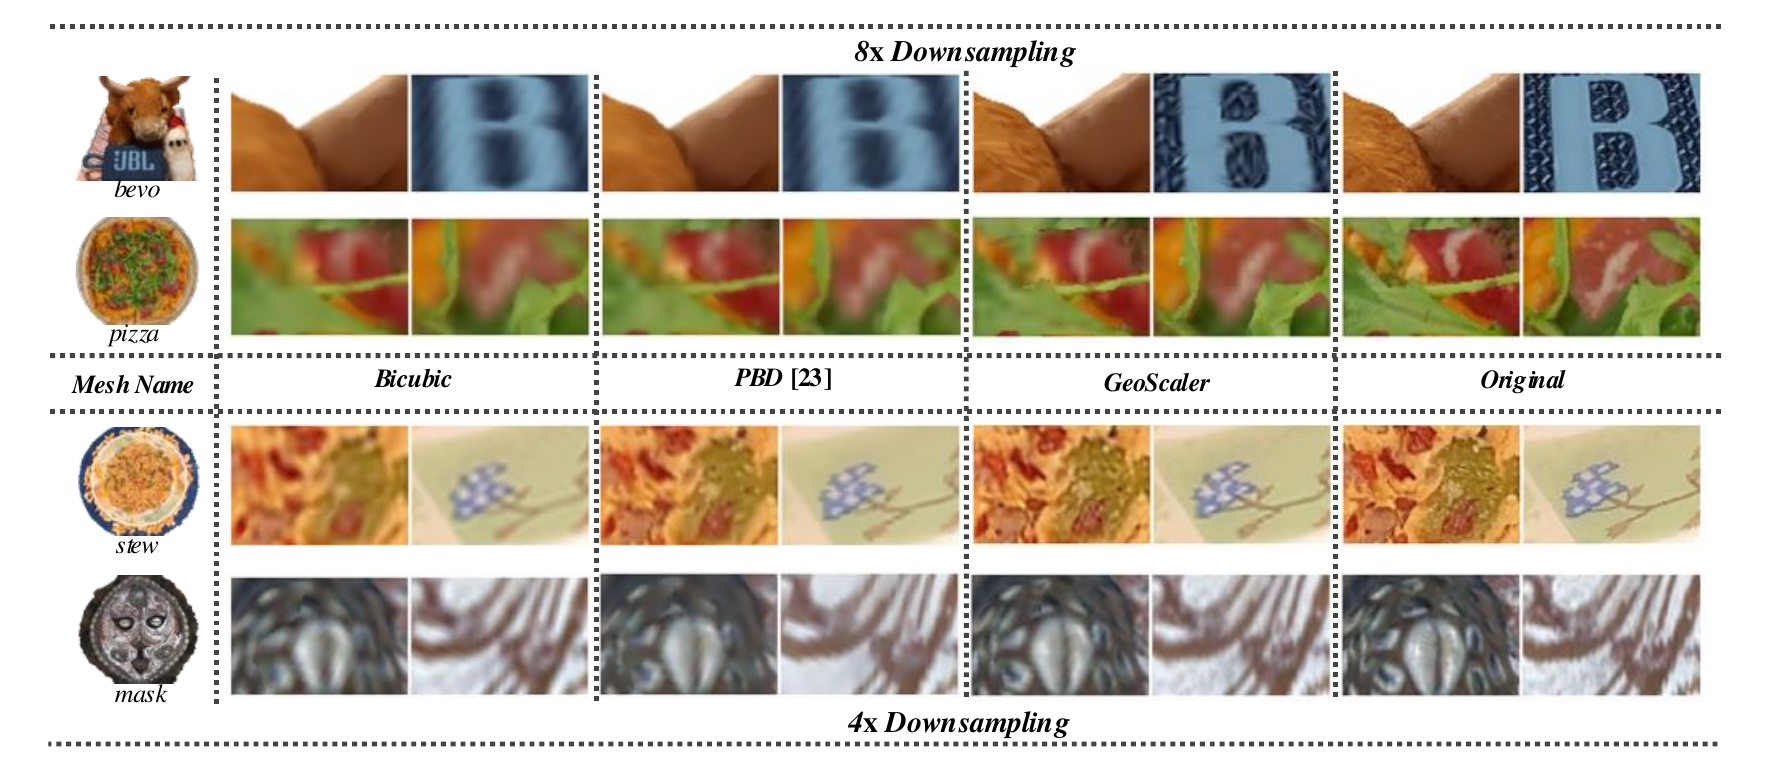 8x Downsampling
JBL
B B B B
bevo
pizza
Mesh Name Bicubic PBD [23] GeoScaler Original
stew
mask
4x Downsampling